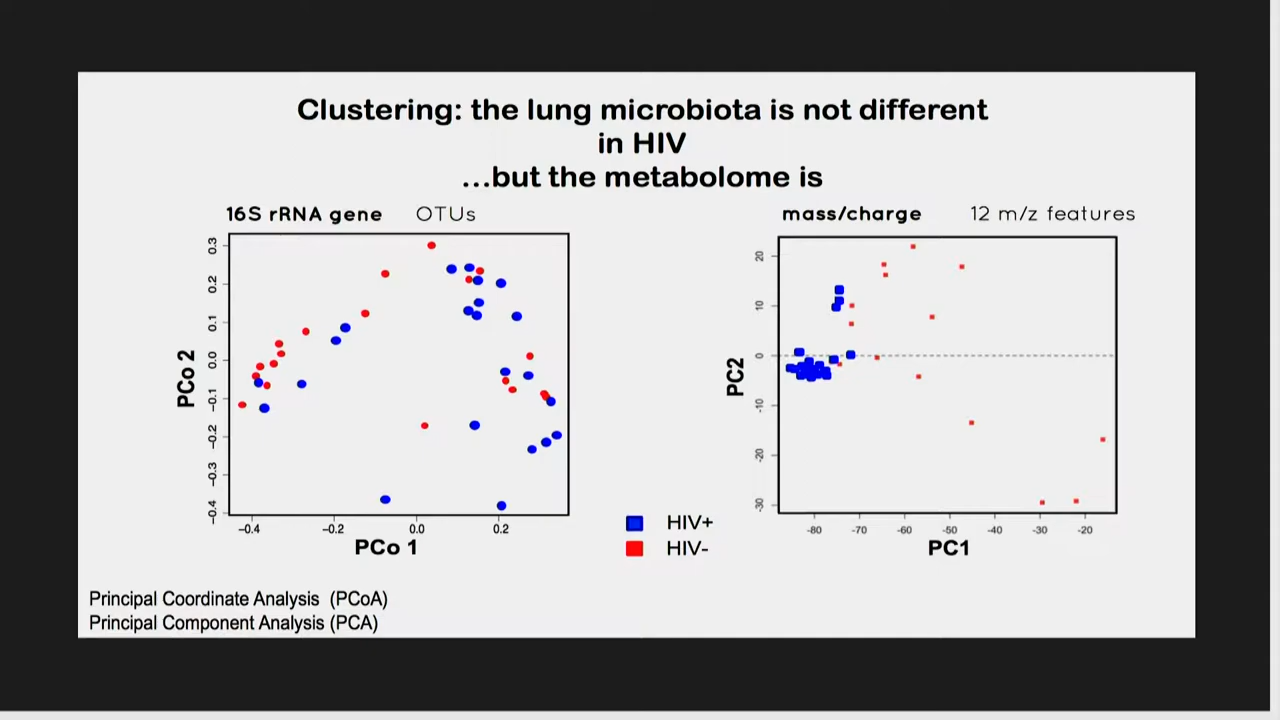 Clustering: the lung microbiota is not different
in HIV
...but the metabolome is
16S rRNA gene OTUs
0.3
0.2
0.1
0.0
−0.1
−0.2
−0.3
−0.4
PCo 2
−0.4 −0.2 0.0 0.2
PCo 1
mass/charge 12 m/z features
20
10
0
-10
-20
-30
PC2
-80 -70 -60 -50 -40 -30 -20
PC1
HIV+
HIV-
Principal Coordinate Analysis (PCoA)
Principal Component Analysis (PCA)